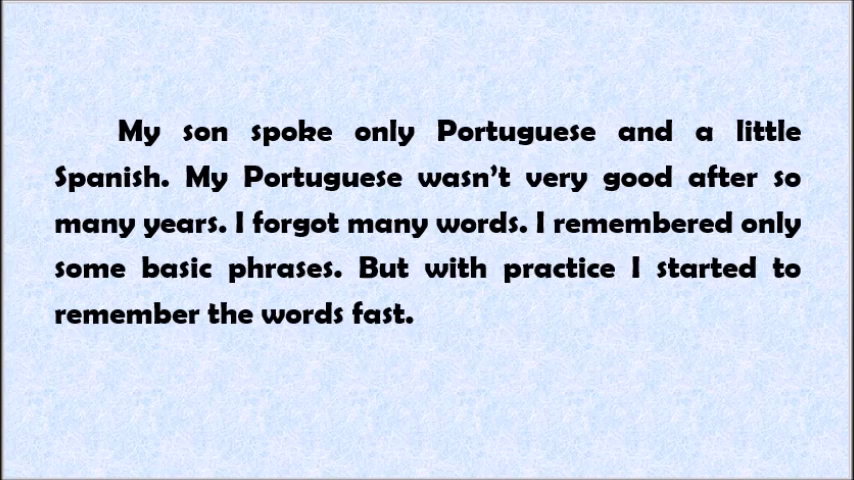 My son spoke only Portuguese and a little
Spanish. My Portuguese wasn’t very good after so
many years. I forgot many words. I remembered only
some basic phrases. But with practice I started to
remember the words fast.